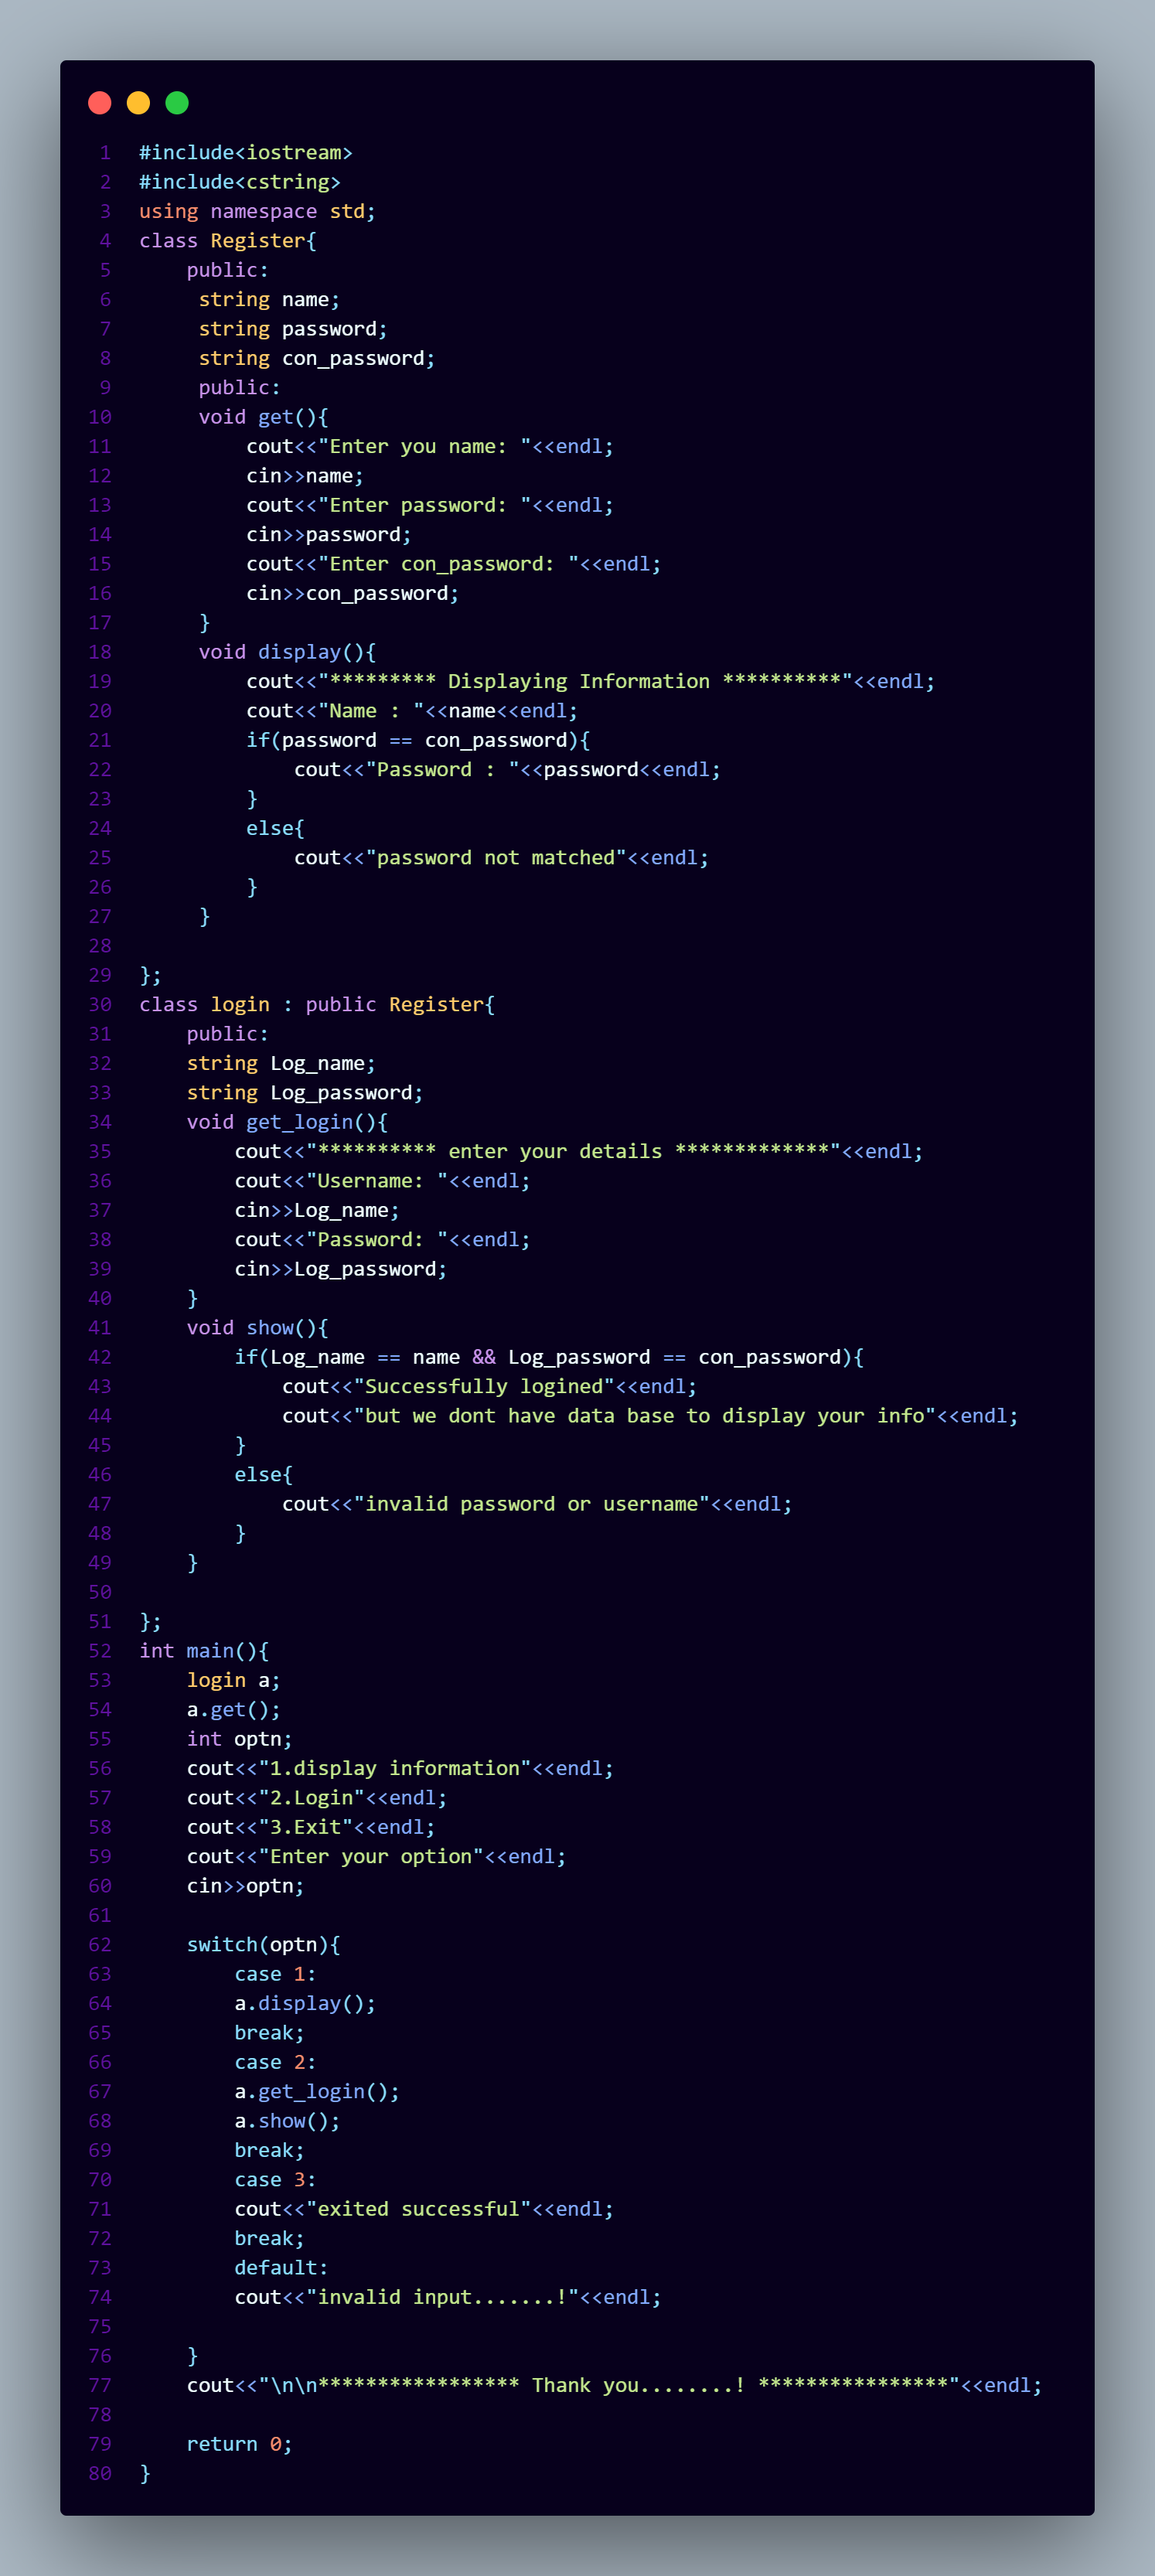 1 #include<iostream>
2 #include<cstring>
3 using namespace std;
4 class Register{
5     public:
6      string name;
7      string password;
8      string con_password;
9      public:
10      void get(){
11          cout<<"Enter you name: "<<endl;
12          cin>>name;
13          cout<<"Enter password: "<<endl;
14          cin>>password;
15          cout<<"Enter con_password: "<<endl;
16          cin>>con_password;
17      }
18      void display(){
19          cout<<"********* Displaying Information **********"<<endl;
20          cout<<"Name : "<<name<<endl;
21          if(password == con_password){
22              cout<<"Password : "<<password<<endl;
23          }
24          else{
25              cout<<"password not matched"<<endl;
26          }
27      }
28
29 };
30 class login : public Register{
31     public:
32     string Log_name;
33     string Log_password;
34     void get_login(){
35         cout<<"********** enter your details *************"<<endl;
36         cout<<"Username: "<<endl;
37         cin>>Log_name;
38         cout<<"Password: "<<endl;
39         cin>>Log_password;
40     }
41     void show(){
42         if(Log_name == name && Log_password == con_password){
43             cout<<"Successfully logined"<<endl;
44             cout<<"but we dont have data base to display your info"<<endl;
45         }
46         else{
47             cout<<"invalid password or username"<<endl;
48         }
49     }
50
51 };
52 int main(){
53     login a;
54     a.get();
55     int optn;
56     cout<<"1.display information"<<endl;
57     cout<<"2.Login"<<endl;
58     cout<<"3.Exit"<<endl;
59     cout<<"Enter your option"<<endl;
60     cin>>optn;
61
62     switch(optn){
63         case 1:
64         a.display();
65         break;
66         case 2:
67         a.get_login();
68         a.show();
69         break;
70         case 3:
71         cout<<"exited successful"<<endl;
72         break;
73         default:
74         cout<<"invalid input.......!"<<endl;
75
76     }
77     cout<<"\n\n***************** Thank you........! ****************"<<endl;
78
79     return 0;
80 }